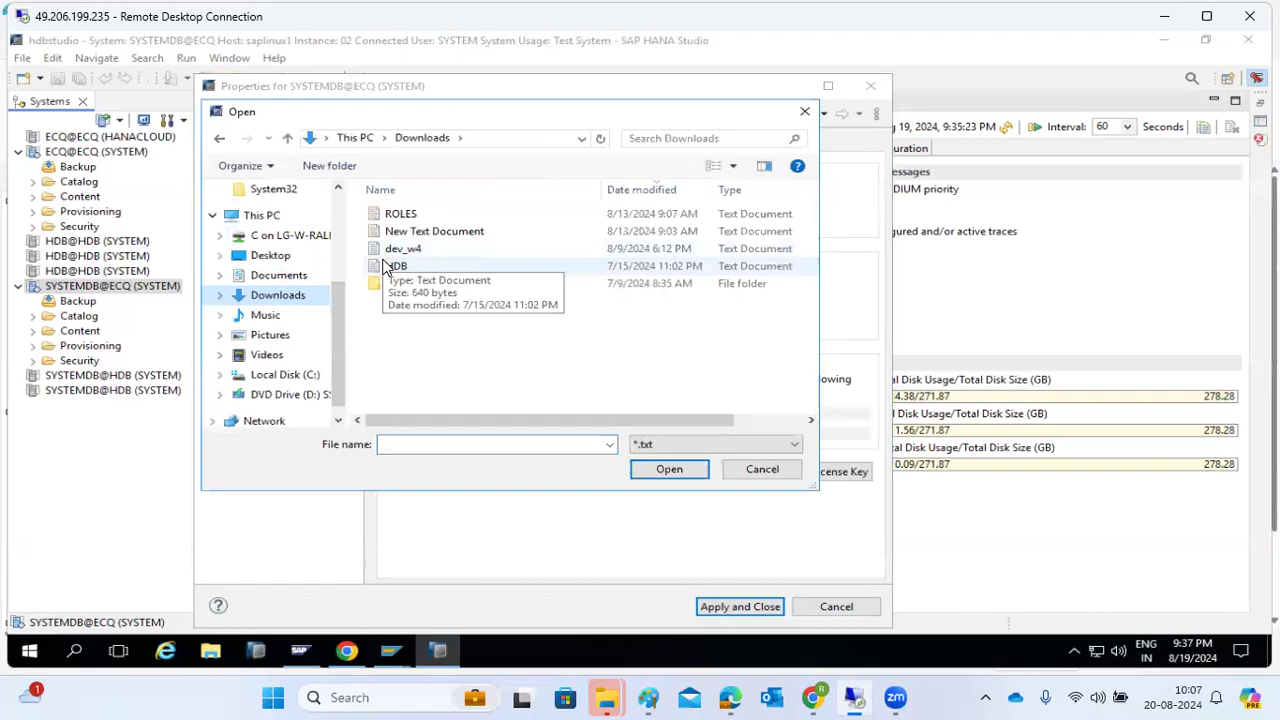 49.206.199.235 - Remote Desktop Connection
hdbstudio - System: SYSTEMDB@ECQ Host: saplinux1 Instance: 02 Connected User: SYSTEM System Usage: Test System - SAP HANA Studio
File Edit Navigate Search Run Window Help
Properties for SYSTEMDB@ECQ (SYSTEM)
Systems
Open
This PC Downloads
Search Downloads
19, 2024, 9:35:23 PM
Interval: 60 Seconds
Organize New folder
ECQ@ECQ (HANACLOUD)
ECQ@ECQ (SYSTEM)
Backup
Catalog
Content
Provisioning
Security
HDB@HDB (SYSTEM)
HDB@HDB (SYSTEM)
HDB@HDB (SYSTEM)
SYSTEMDB@ECQ (SYSTEM)
Backup
Catalog
Content
Provisioning
Security
SYSTEMDB@HDB (SYSTEM)
SYSTEMDB@HDB (SYSTEM)
System32
This PC
C on LG-W-RALI
Desktop
Documents
Downloads
Music
Pictures
Videos
Local Disk (C:)
DVD Drive (D:) S:
Network
Name Date modified Type
ROLES 8/13/2024 9:07 AM Text Document
New Text Document 8/13/2024 9:03 AM Text Document
dev_w4 8/9/2024 6:12 PM Text Document
HDB 7/15/2024 11:02 PM Text Document
7/9/2024 8:35 AM File folder
Type: Text Document
Size: 640 bytes
Date modified: 7/15/2024 11:02 PM
File name: *.txt
Open Cancel
uration
essages
DIUM priority
gured and/or active traces
ollowing
cense Key
l Disk Usage/Total Disk Size (GB)
4.38/271.87 278.28
l Disk Usage/Total Disk Size (GB)
1.56/271.87 278.28
l Disk Usage/Total Disk Size (GB)
0.09/271.87 278.28
Apply and Close Cancel
SYSTEMDB@ECQ (SYSTEM)
SAP
ENG
IN
9:37 PM
8/19/2024
1
Search
R
zm
10:07
20-08-2024
PRE